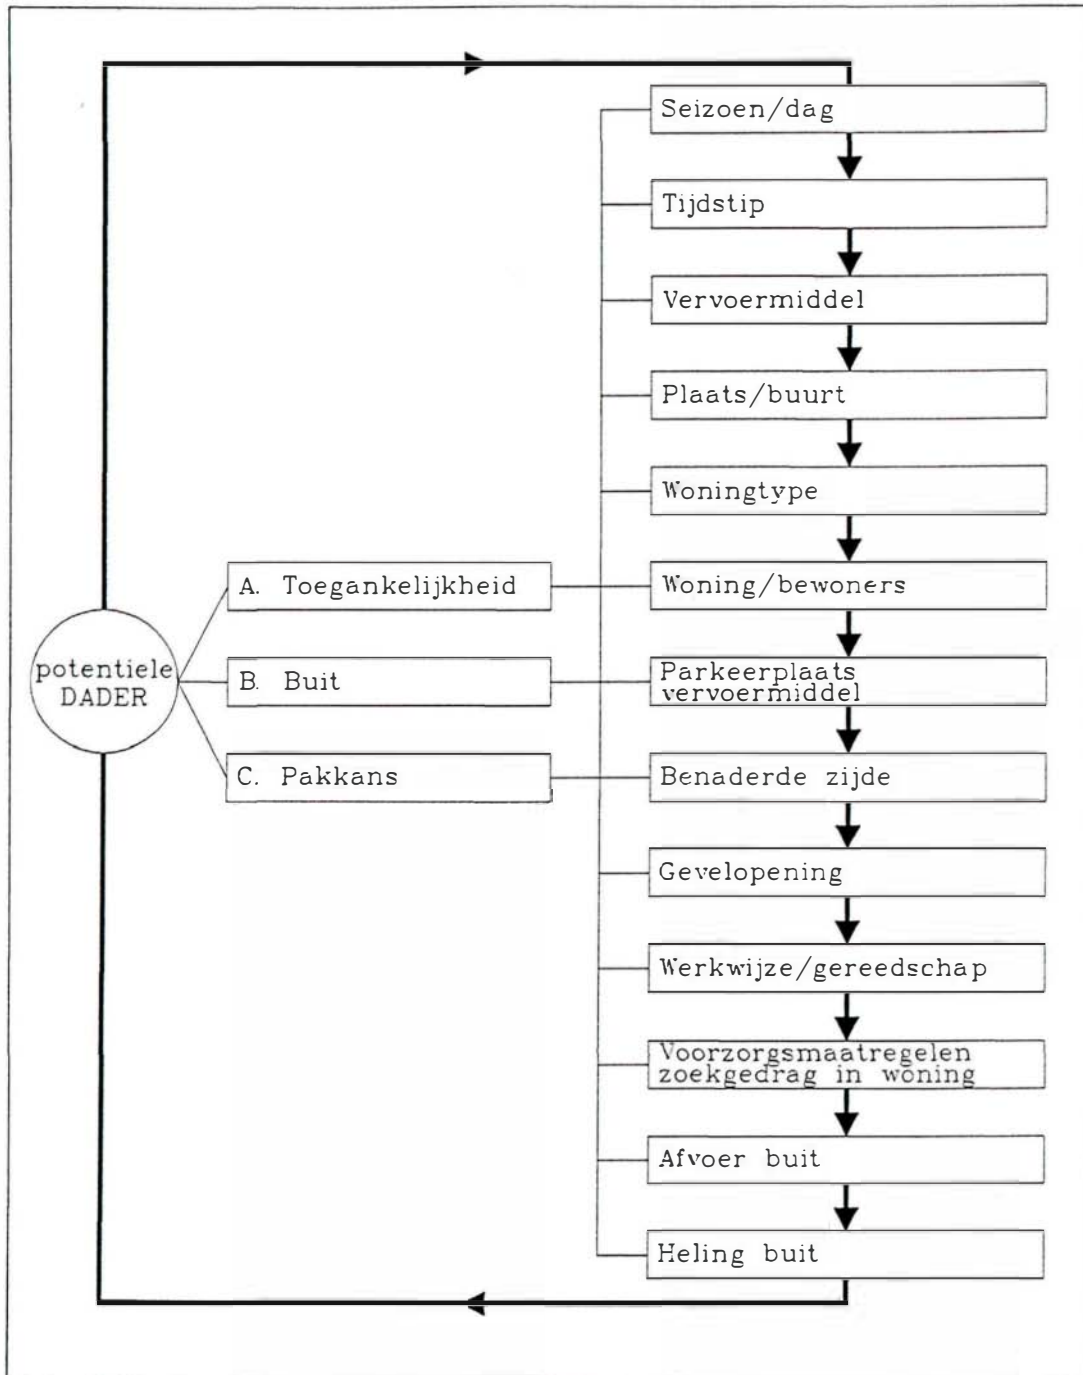 Seizoen/dag
Tijdstip
Vervoermiddel
Plaats/buurt
Woningtype
A. Toegankelijkheid
Woning/bewoners
potentiele
DADER
B. Buit
Parkeerplaats
vervoermiddel
C. Pakkans
Benaderde zijde
Gevelopening
Werkwijze/gereedschap
Voorzorgsmaatregelen
zoekgedrag in woning
Afvoer buit
Heling buit